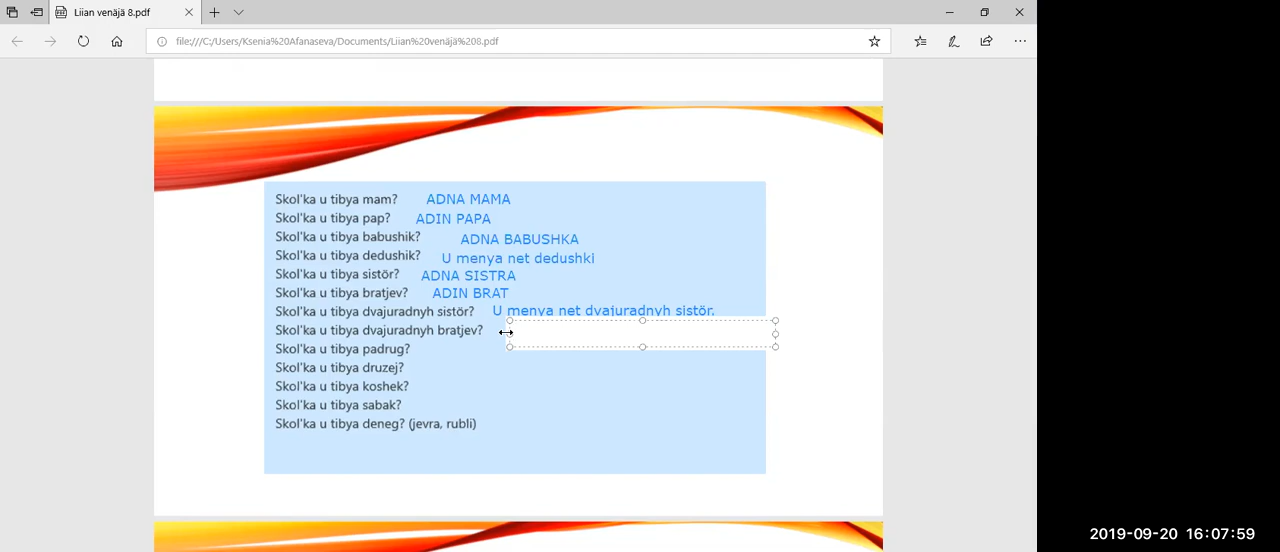 Liian venäjä 8.pdf
file:///C:/Users/Ksenia%20Afanaseva/Documents/Liian%20venäjä%208.pdf
Skol'ka u tibya mam? ADNA MAMA
Skol'ka u tibya pap? ADIN PAPA
Skol'ka u tibya babushik? ADNA BABUSHKA
Skol'ka u tibya dedushik? U menya net dedushki
Skol'ka u tibya sistör? ADNA SISTRA
Skol'ka u tibya bratjev? ADIN BRAT
Skol'ka u tibya dvajuradnyh sistör? U menya net dvajuradnyh sistör.
Skol'ka u tibya dvajuradnyh bratjev?
Skol'ka u tibya padrug?
Skol'ka u tibya druzej?
Skol'ka u tibya koshek?
Skol'ka u tibya sabak?
Skol'ka u tibya deneg? (jevra, rubli)
2019-09-20 16:07:59